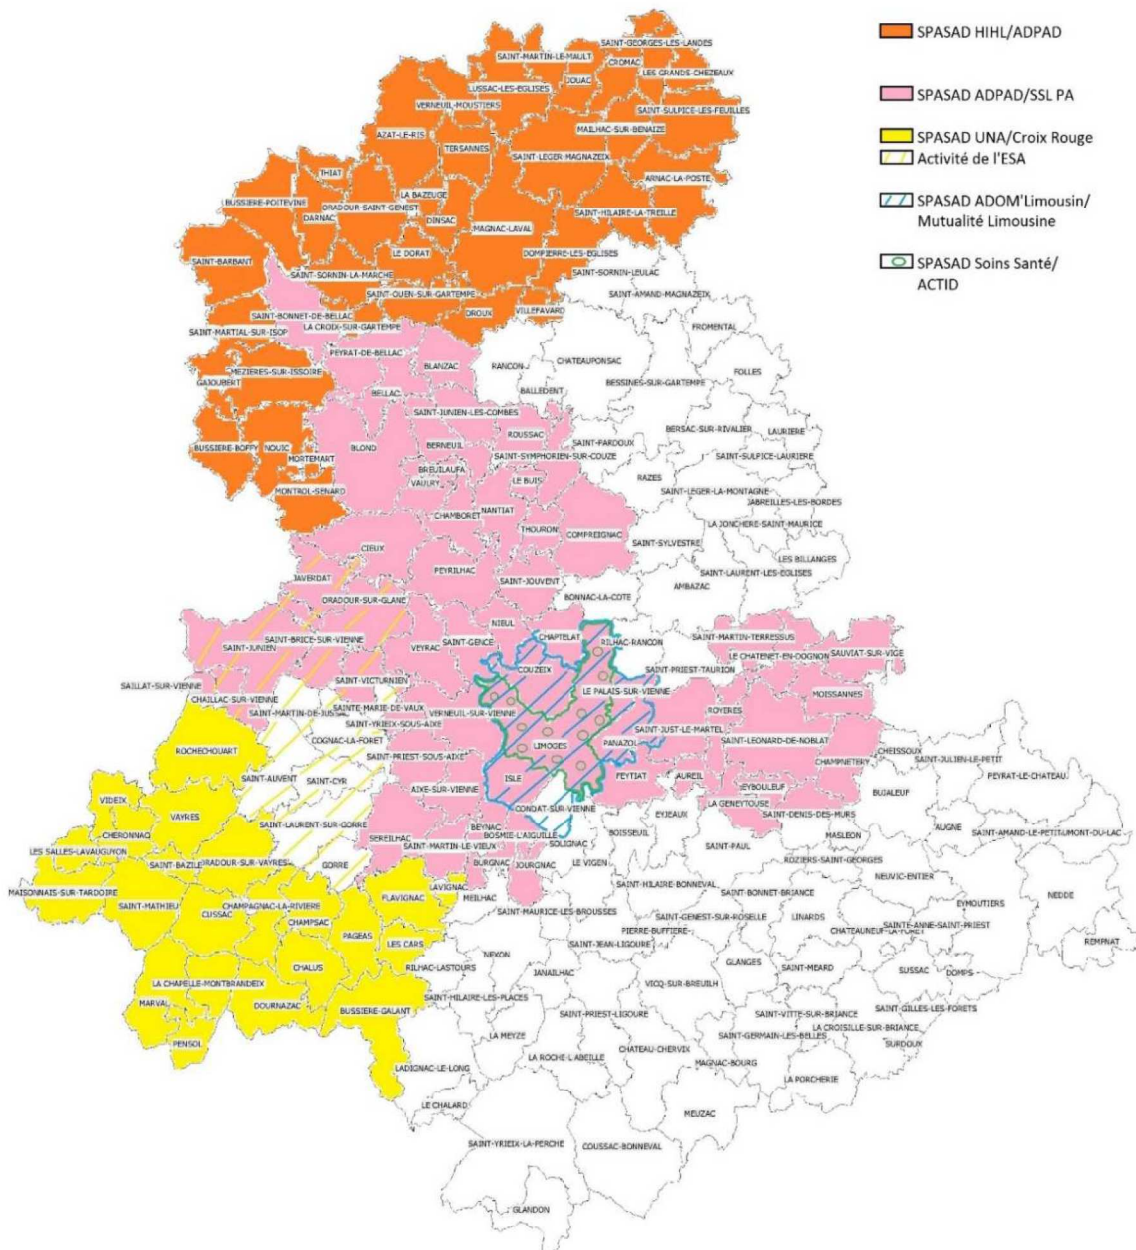 SPASAD HIHL/ADPAD
SPASAD ADPAD/SSL PA
SPASAD UNA/Croix Rouge
Activité de l'ESA
SPASAD ADOM'Limousin/
Mutualité Limousine
SPASAD Soins Santé/
ACTID
SAINT-GEORGES-LES-LANDES
SAINT-MARTIN-LE-MAULT
CROMAC
JOUAC
LES GRANDS-CHEZEAUX
LUSSAC-LES-EGLISES
VERNEUIL-MOUSTIERS
SAINT-SULPICE-LES-FEUILLES
AZAT-LE-RIS
MAILHAC-SUR-BENAIZE
TERSANNES
SAINT-LEGER-MAGNAZEIX
THIAT
ARNAC-LA-POSTE
LA BAZEUGE
BUSSIERE-POITEVINE
ORADOUR-SAINT-GENEST
DARNAC
DINSAC
SAINT-HILAIRE-LA-TREILLE
MAGNAC-LAVAL
LE DORAT
DOMPIERRE-LES-EGLISES
SAINT-BARBANT
SAINT-SORNIN-LA-MARCHE
SAINT-SORNIN-LEULAC
SAINT-OUEN-SUR-GARTEMPE
SAINT-AMAND-MAGNAZEIX
DROUX
VILLEFAVARD
SAINT-BONNET-DE-BELLAC
LA CROIX-SUR-GARTEMPE
FROMENTAL
SAINT-MARTIAL-SUR-ISOP
PEYRAT-DE-BELLAC
CHATEAUPONSAC
BLANZAC
RANCON
MEZIERES-SUR-ISSOIRE
FOLLES
GAJOUBERT
BESSINES-SUR-GARTEMPE
BALLEDENT
BELLAC
SAINT-JUNIEN-LES-COMBES
BERSAC-SUR-RIVALIER
LAURIERE
ROUSSAC
SAINT-PARDOUX
BUSSIERE-BOFFY
NOUIC
BLOND
BERNEUIL
SAINT-SYMPHORIEN-SUR-COUZE
SAINT-SULPICE-LAURIERE
MORTEMART
BREUILAUFA
VAULRY
LE BUIS
RAZES
MONTROL-SENARD
SAINT-LEGER-LA-MONTAGNE
JABREILLES-LES-BORDES
NANTIAT
CHAMBORET
LA JONCHERE-SAINT-MAURICE
THOURON
COMPREIGNAC
SAINT-SYLVESTRE
CIEUX
LES BILLANGES
PEYRILHAC
SAINT-LAURENT-LES-EGLISES
JAVERDAT
SAINT-JOUVENT
AMBAZAC
BONNAC-LA-COTE
ORADOUR-SUR-GLANE
NIEUL
CHAPTELAT
SAINT-BRICE-SUR-VIENNE
SAINT-GENCE
RILHAC-RANCON
SAINT-MARTIN-TERRESSUS
SAINT-JUNIEN
VEYRAC
LE CHATENET-EN-DOGNON
SAUVIAT-SUR-VIGE
COUZEIX
SAINT-PRIEST-TAURION
SAINT-VICTURNIEN
SAILLAT-SUR-VIENNE
LE PALAIS-SUR-VIENNE
MOISSANNES
CHAILLAC-SUR-VIENNE
SAINTE-MARIE-DE-VAUX
ROYERES
SAINT-MARTIN-DE-JUSSAC
VERNEUIL-SUR-VIENNE
SAINT-YRIEIX-SOUS-AIXE
SAINT-JUST-LE-MARTEL
COGNAC-LA-FORET
LIMOGES
PANAZOL
SAINT-LEONARD-DE-NOBLAT
ROCHECHOUART
SAINT-PRIEST-SOUS-AIXE
CHEISSOUX
SAINT-JULIEN-LE-PETIT
CHAMPNETERY
SAINT-AUVENT
SAINT-CYR
ISLE
FEYTIAT
AUREIL
PEYRAT-LE-CHATEAU
AIXE-SUR-VIENNE
EYBOULEUF
BUJALEUF
VIDEIX
LA GENEYTOUSE
CONDAT-SUR-VIENNE
SAINT-DENIS-DES-MURS
VAYRES
EYJEAUX
SAINT-LAURENT-SUR-GORRE
BEYNAC
AUGNE
BOISSEUIL
CHERONNAC
BOSMIE-L'AIGUILLE
MASLEON
SEREILHAC
SAINT-AMAND-LE-PETIT
SOLIGNAC
SAINT-PAUL
SAINT-MARTIN-LE-VIEUX
LES SALLES-LAVAUGUYON
SAINT-BAZILE
ORADOUR-SUR-VAYRES
GORRE
BURGNAC
JOURGNAC
LE VIGEN
ROZIERS-SAINT-GEORGES
NEUVIC-ENTIER
MAISONNAIS-SUR-TARDOIRE
LAVIGNAC
SAINT-HILAIRE-BONNEVAL
SAINT-BONNET-BRIANCE
NEDDE
FLAVIGNAC
MEILHAC
EYMOUTIERS
SAINT-MATHIEU
CHAMPAGNAC-LA-RIVIERE
CUSSAC
SAINT-MAURICE-LES-BROUSSES
SAINT-GENEST-SUR-ROSELLE
LINARDS
CHAMPSAC
SAINTE-ANNE-SAINT-PRIEST
PIERRE-BUFFIERE
CHATEAUNEUF-LA-FORET
PAGEAS
LES CARS
SAINT-JEAN-LIGOURE
REMPNAT
NEXON
GLANGES
SAINT-MEARD
CHALUS
RILHAC-LASTOURS
JANAILHAC
SUSSAC
DOMPS
LA CHAPELLE-MONTBRANDEIX
VICQ-SUR-BREUILH
MARVAL
DOURNAZAC
SAINT-HILAIRE-LES-PLACES
BUSSIERE-GALANT
SAINT-GILLES-LES-FORETS
SAINT-PRIEST-LIGOURE
SAINT-VITTE-SUR-BRIANCE
LA CROISILLE-SUR-BRIANCE
LA MEYZE
SAINT-GERMAIN-LES-BELLES
PENSOL
SURDOUX
CHATEAU-CHERVIX
LA ROCHE-L'ABEILLE
MAGNAC-BOURG
LADIGNAC-LE-LONG
LA PORCHERIE
LE CHALARD
MEUZAC
SAINT-YRIEIX-LA-PERCHE
COUSSAC-BONNEVAL
GLANDON